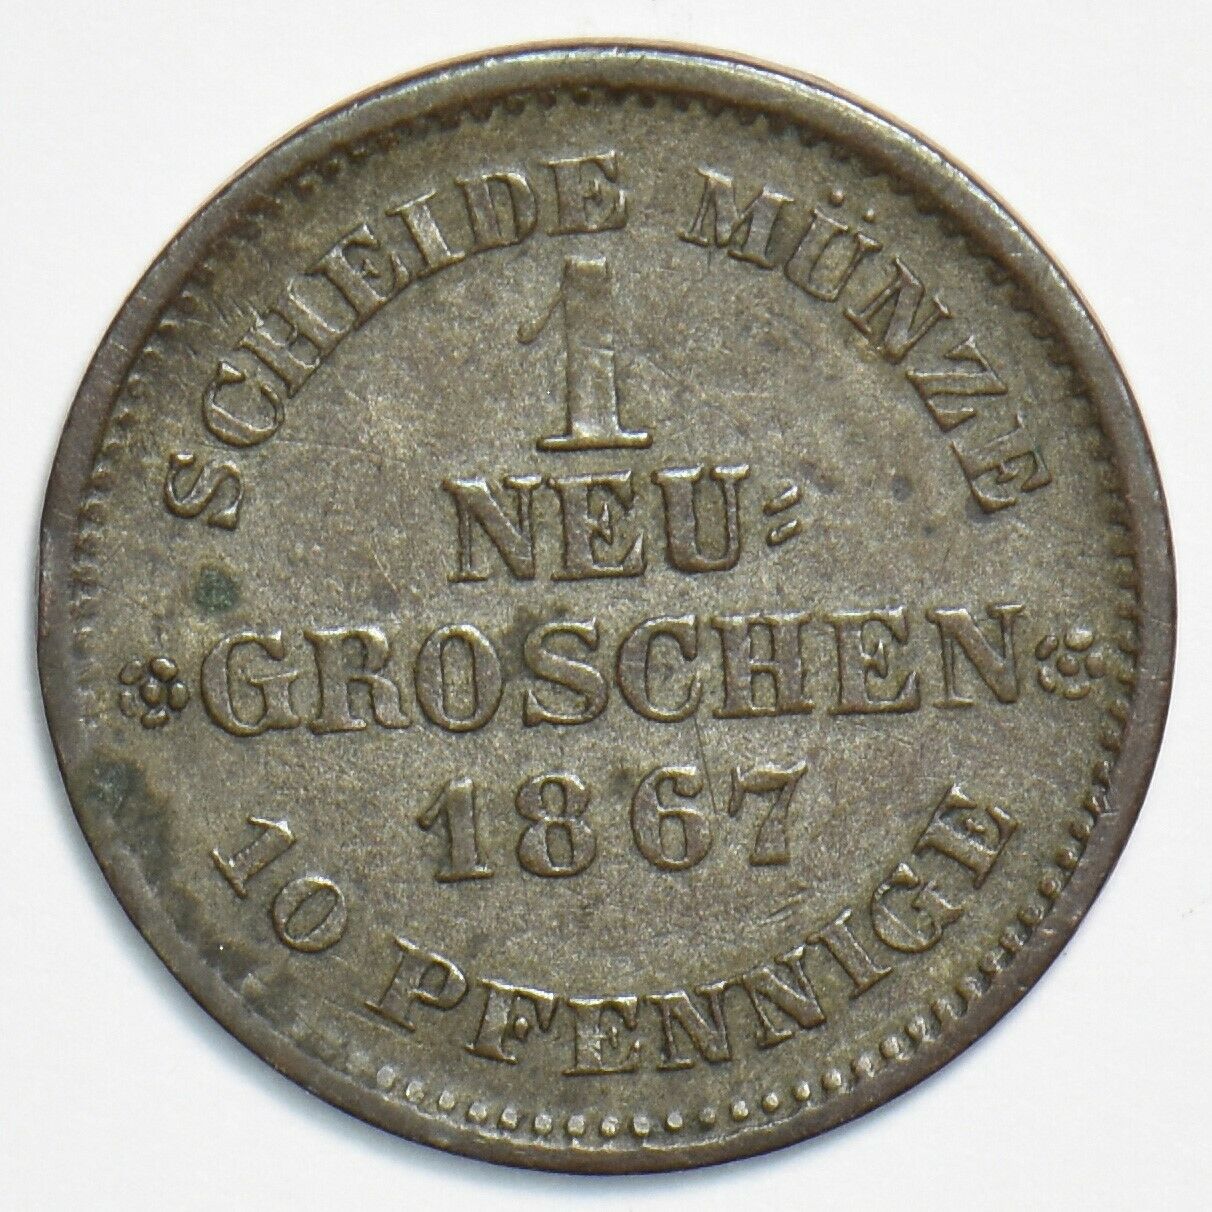 SCHEIDE MÜNZE
1
NEU=
GROSCHEN
1867
10 PFENNIGE